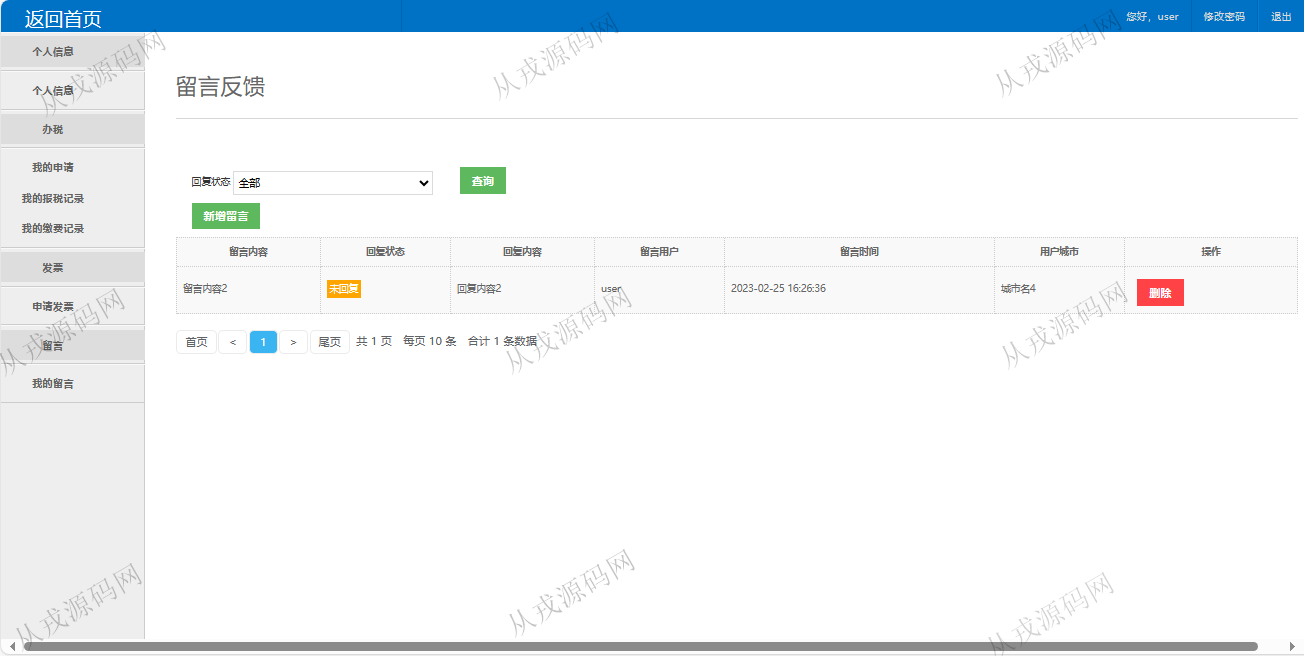 返回首页
您好，user 修改密码 退出
个人信息
个人信息
办税
我的申请
我的报税记录
我的缴要记录
发票
申请发票
留言
我的留言
留言反馈
回复状态 全部 查询
新增留言
留言内容 回复状态 回复内容 留言用户 留言时间 用户城市 操作
留言内容2 未回复 回复内容2 user 2023-02-25 16:26:36 城市名4 删除
首页 < 1 > 尾页 共 1 页 每页 10 条 合计 1 条数据
从戎源码网
从戎源码网
从戎源码网
从戎源码网
从戎源码网
从戎源码网
从戎源码网
从戎源码网
从戎源码网